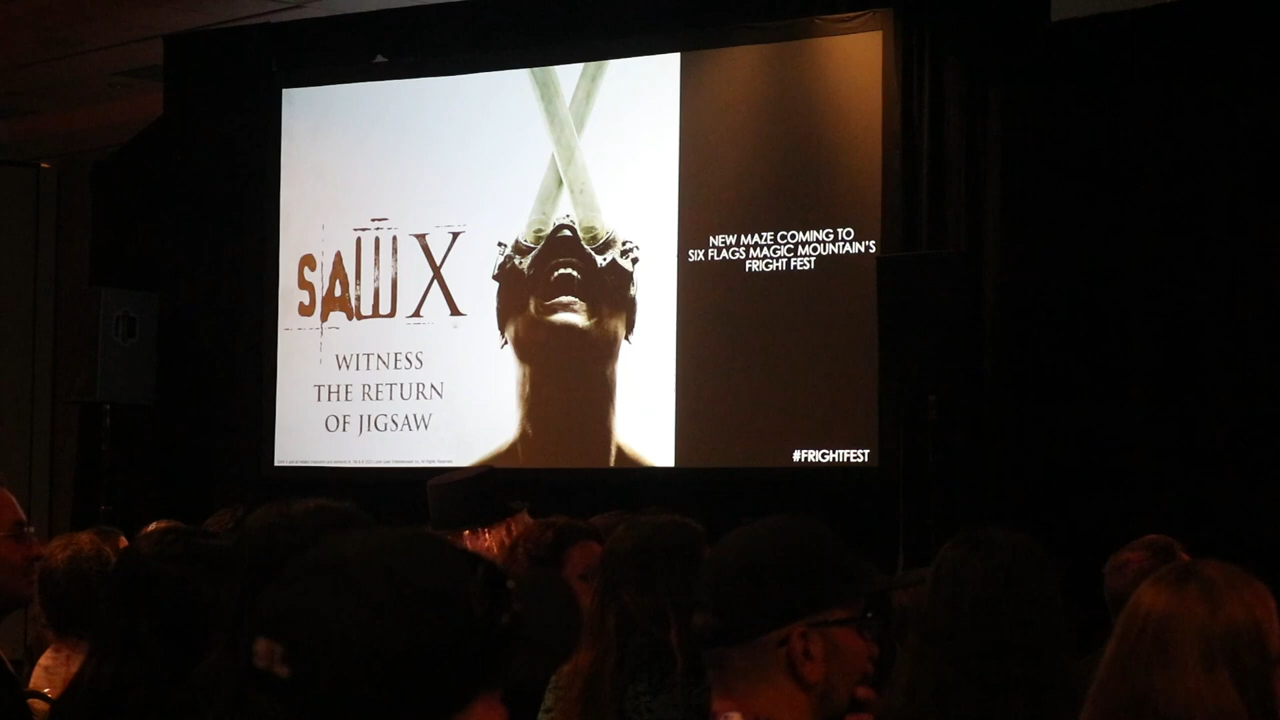 SAW X
WITNESS
THE RETURN
OF JIGSAW
NEW MAZE COMING TO
SIX FLAGS MAGIC MOUNTAIN'S
FRIGHT FEST
#FRIGHTFEST